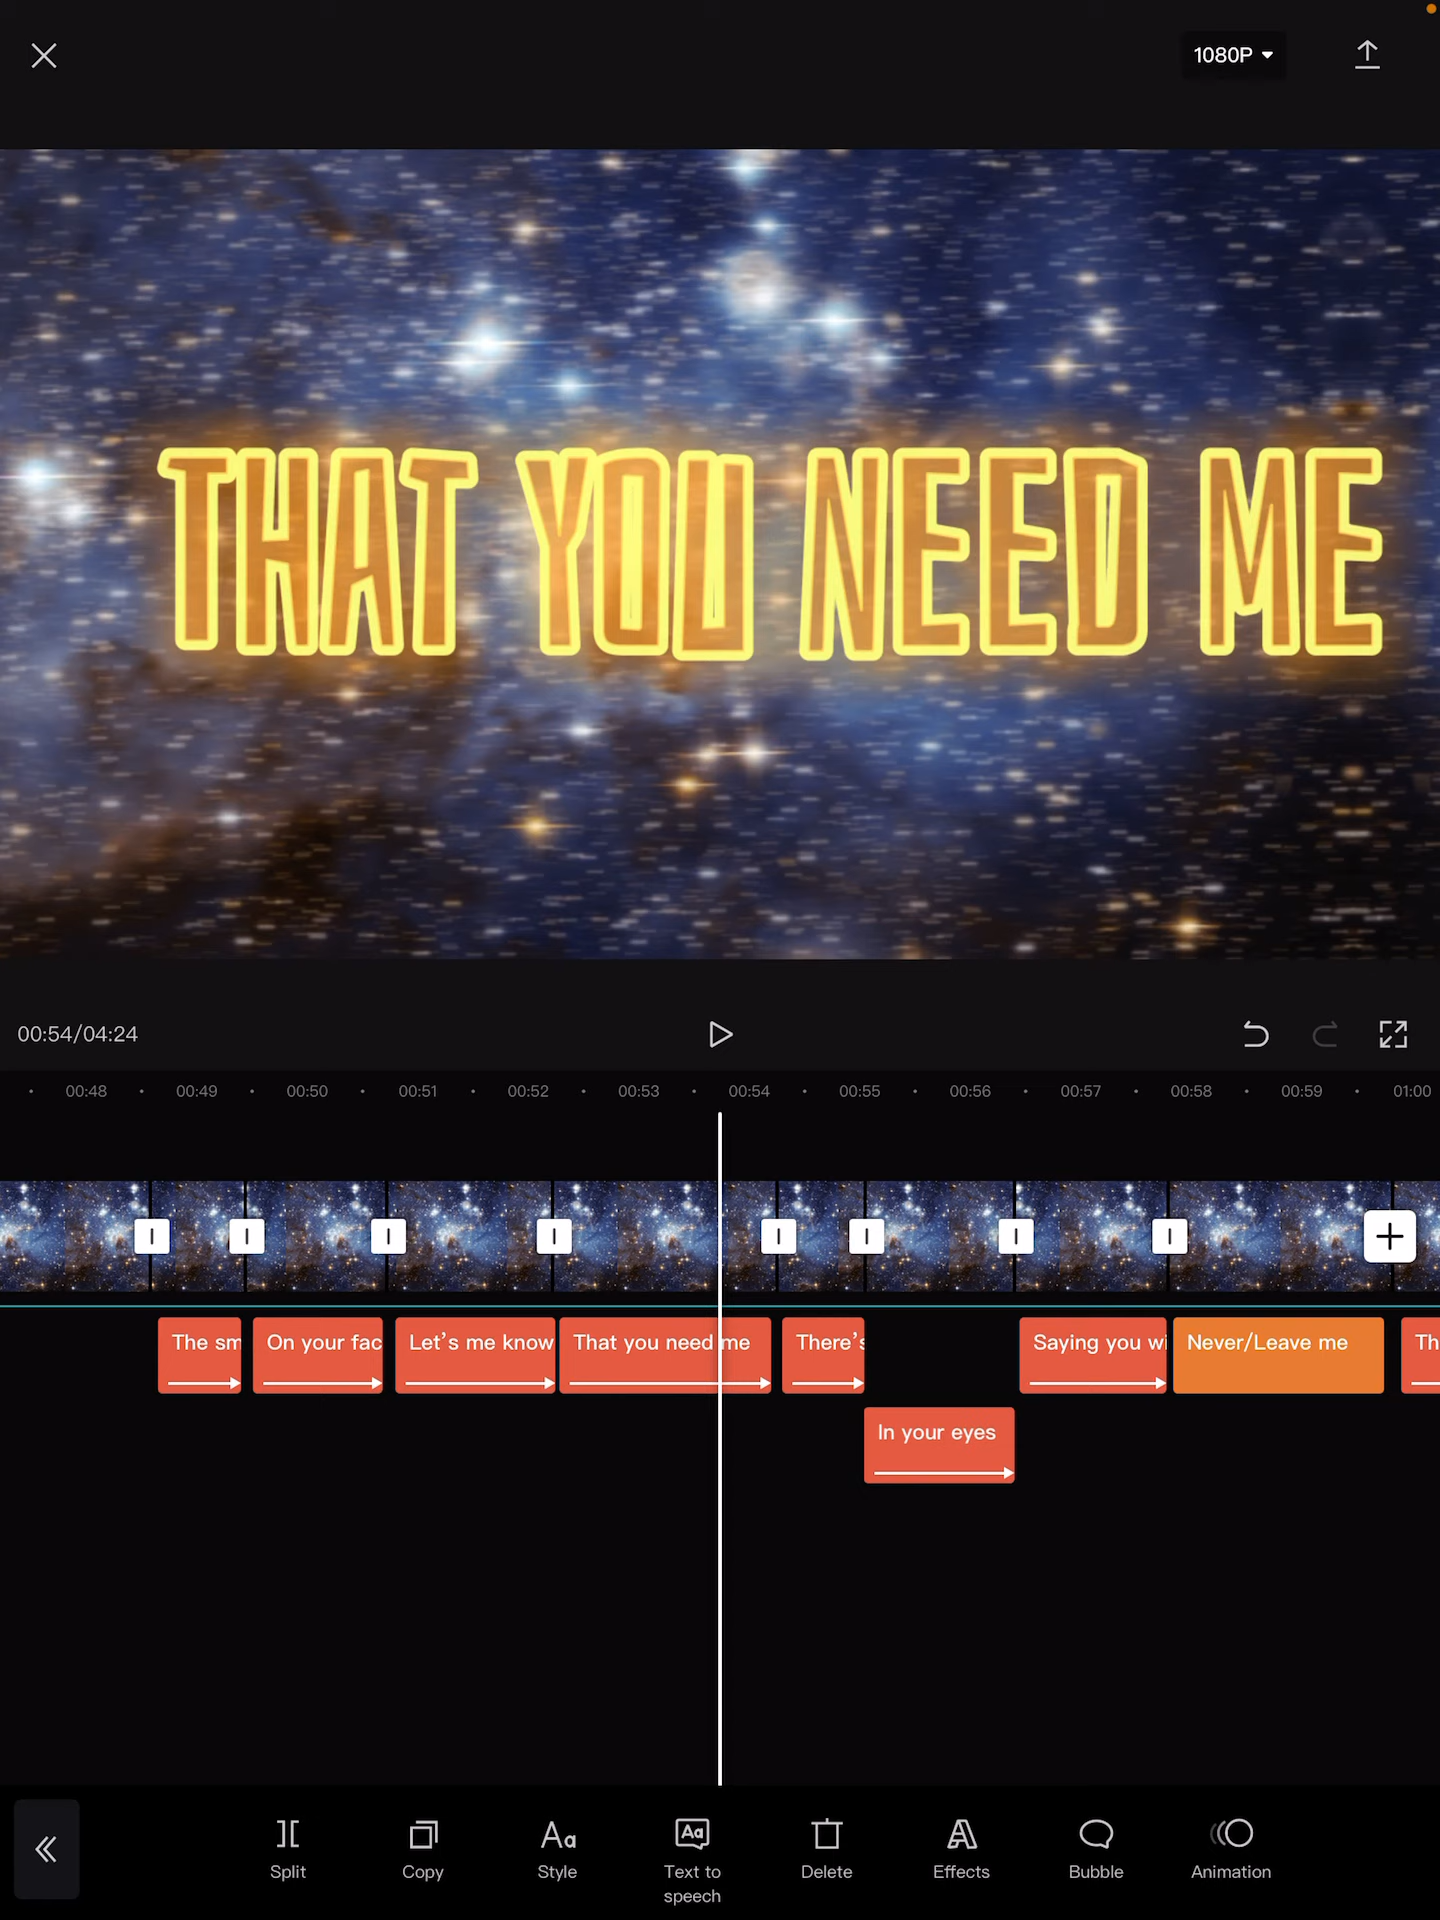 1080P
THAT YOU NEED ME
00:54/04:24
00:48 00:49 00:50 00:51 00:52 00:53 00:54 00:55 00:56 00:57 00:58 00:59 01:00
The sm On your fac Let's me know That you need me There's Saying you wi Never/Leave me Th
In your eyes
Split Copy Style Text to speech Delete Effects Bubble Animation